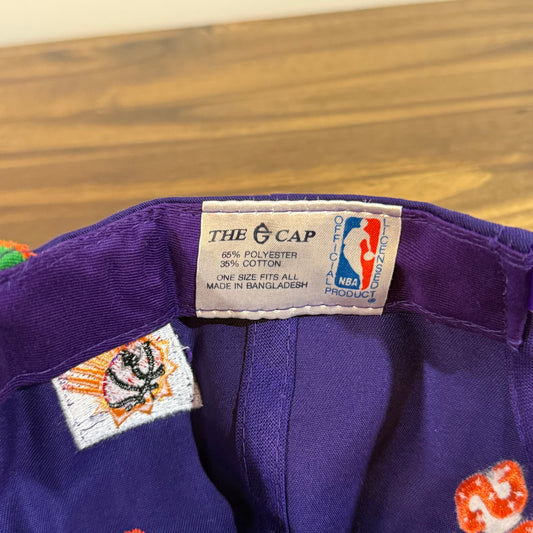 THE G CAP
65% POLYESTER
35% COTTON
ONE SIZE FITS ALL
MADE IN BANGLADESH
OFFICIAL
LICENSED
PRODUCT
NBA